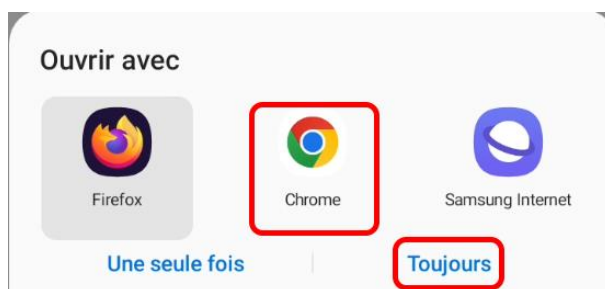 Ouvrir avec
Firefox Chrome Samsung Internet
Une seule fois Toujours